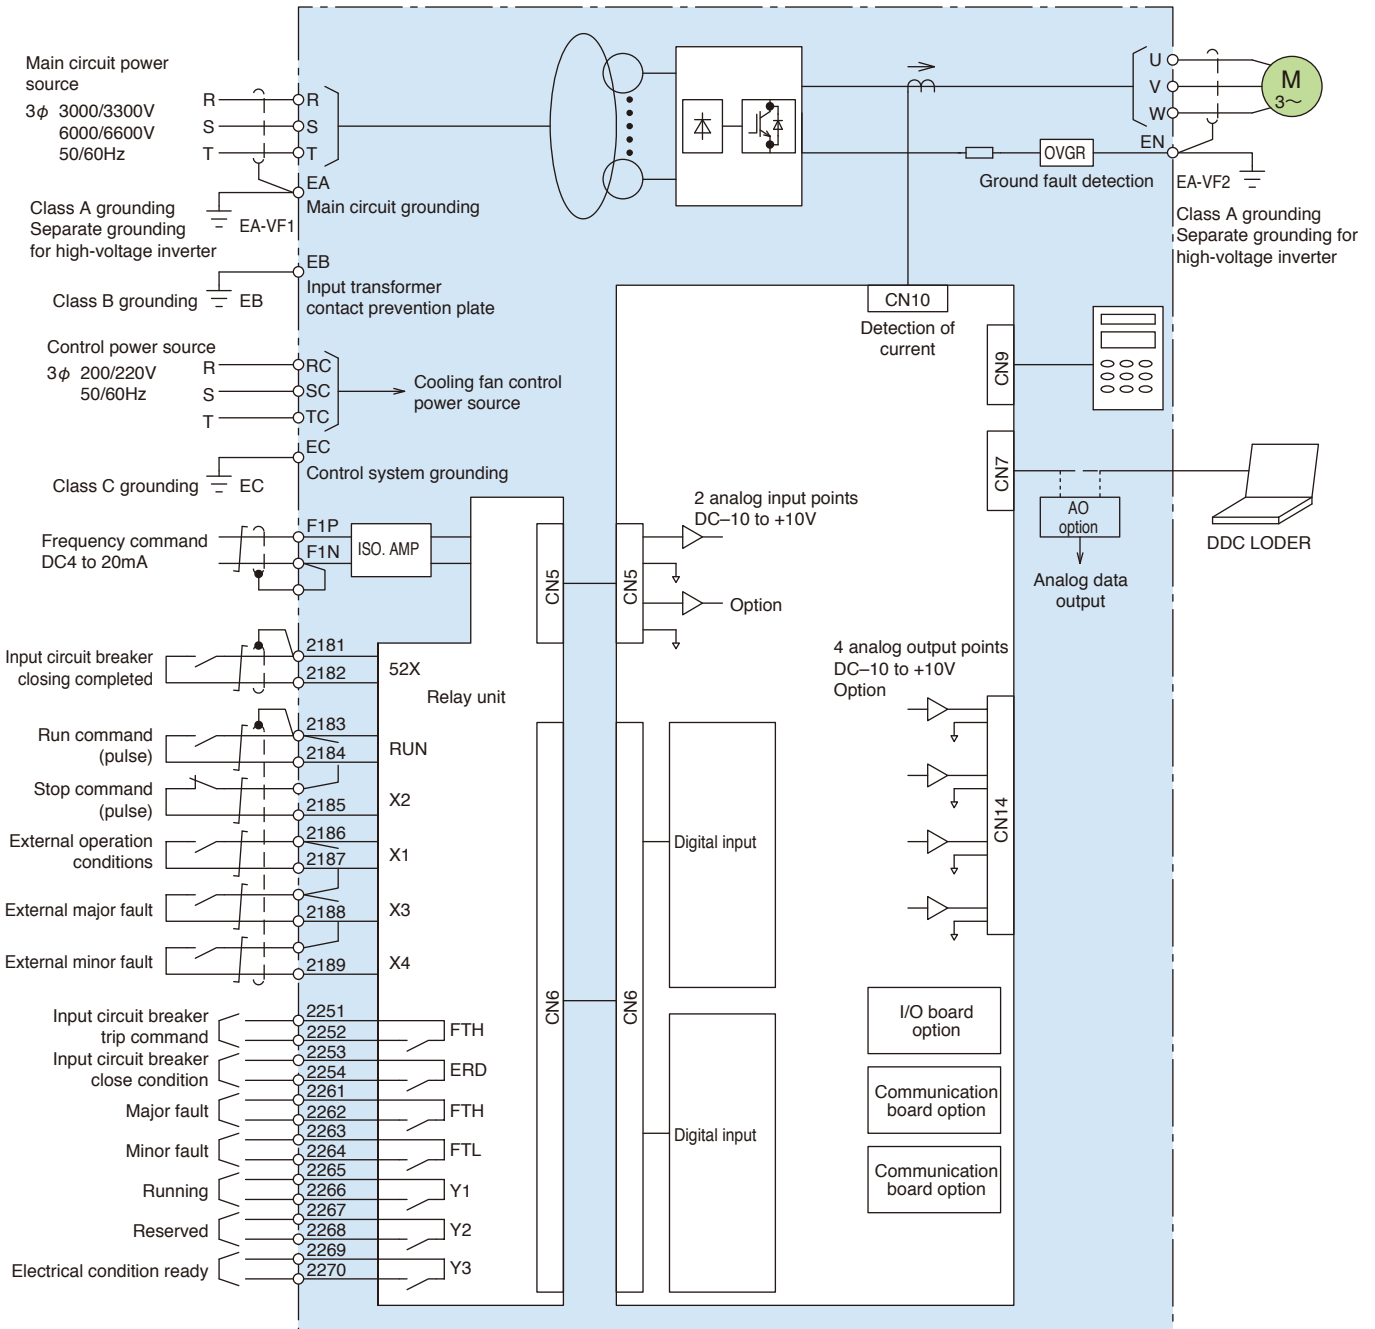 Main circuit power
source
3φ 3000/3300V
6000/6600V
50/60Hz
R
S
T
R
S
T
EA
Main circuit grounding
EA-VF1
Class A grounding
Separate grounding
for high-voltage inverter
U
V
W
EN
M
3~
OVGR
Ground fault detection
EA-VF2
Class A grounding
Separate grounding for
high-voltage inverter
EB
Input transformer
contact prevention plate
Class B grounding
EB
Control power source
3φ 200/220V
50/60Hz
R
S
T
RC
SC
TC
Cooling fan control
power source
EC
Control system grounding
Class C grounding
EC
CN10
Detection of
current
CN9
CN7
AO
option
Analog data
output
DDC LODER
Frequency command
DC4 to 20mA
F1P
F1N
ISO. AMP
CN5
CN5
2 analog input points
DC–10 to +10V
Option
4 analog output points
DC–10 to +10V
Option
CN14
Input circuit breaker
closing completed
2181
2182
52X
Relay unit
Run command
(pulse)
2183
2184
RUN
Stop command
(pulse)
2185
X2
External operation
conditions
2186
2187
X1
External major fault
2188
X3
External minor fault
2189
X4
CN6
CN6
Digital input
Digital input
I/O board
option
Communication
board option
Communication
board option
Input circuit breaker
trip command
2251
2252
FTH
Input circuit breaker
close condition
2253
2254
ERD
Major fault
2261
2262
FTH
Minor fault
2263
2264
FTL
Running
2265
2266
Y1
Reserved
2267
2268
Y2
Electrical condition ready
2269
2270
Y3